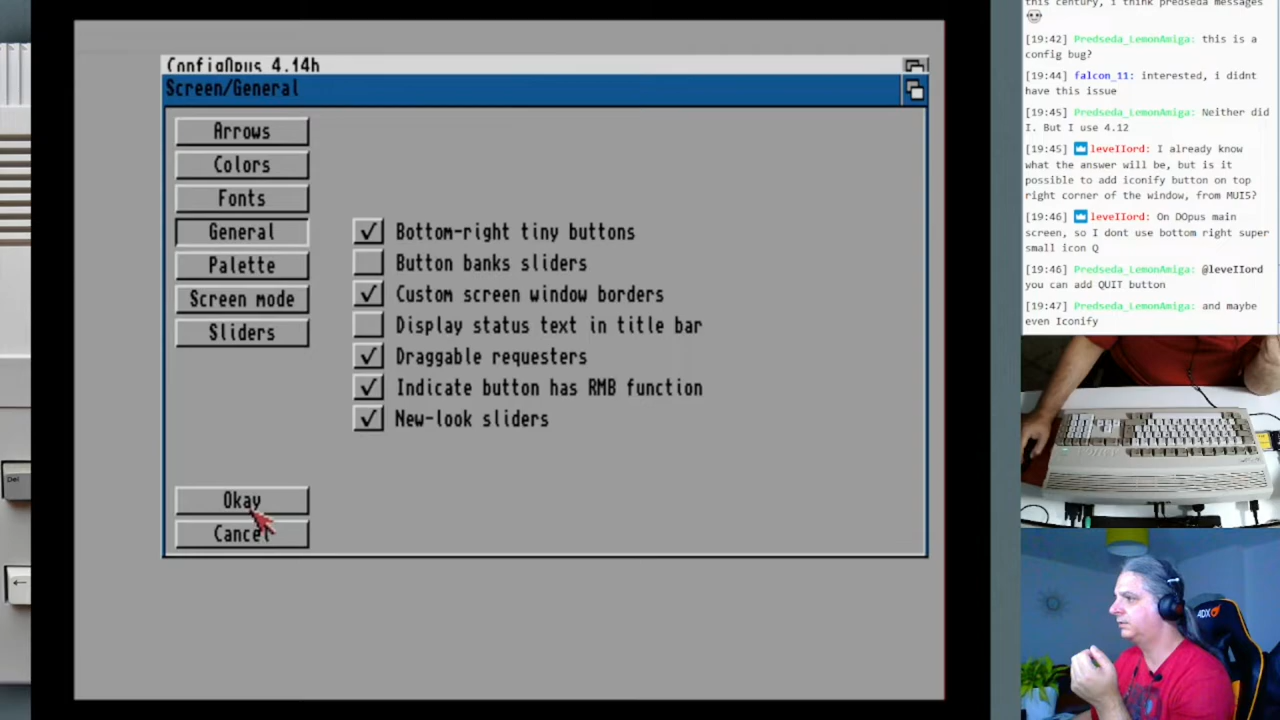 ConfigOpus 4.14h
Screen/General
Arrows
Colors
Fonts
General
Palette
Screen mode
Sliders
Okay
Cancel
Bottom-right tiny buttons
Button banks sliders
Custom screen window borders
Display status text in title bar
Draggable requesters
Indicate button has RMB function
New-look sliders
Del
this century, i think predseda messages
[19:42] Predseda_LemonAmiga: this is a
config bug?
[19:44] falcon_11: interested, i didnt
have this issue
[19:45] Predseda_LemonAmiga: Neither did
I. But I use 4.12
[19:45] leveIIord: I already know
what the answer will be, but is it
possible to add iconify button on top
right corner of the window, from MUI5?
[19:46] leveIIord: On DOpus main
screen, so I dont use bottom right super
small icon Q
[19:46] Predseda_LemonAmiga: @leveIIord
you can add QUIT button
[19:47] Predseda_LemonAmiga: and maybe
even Iconify
ADX